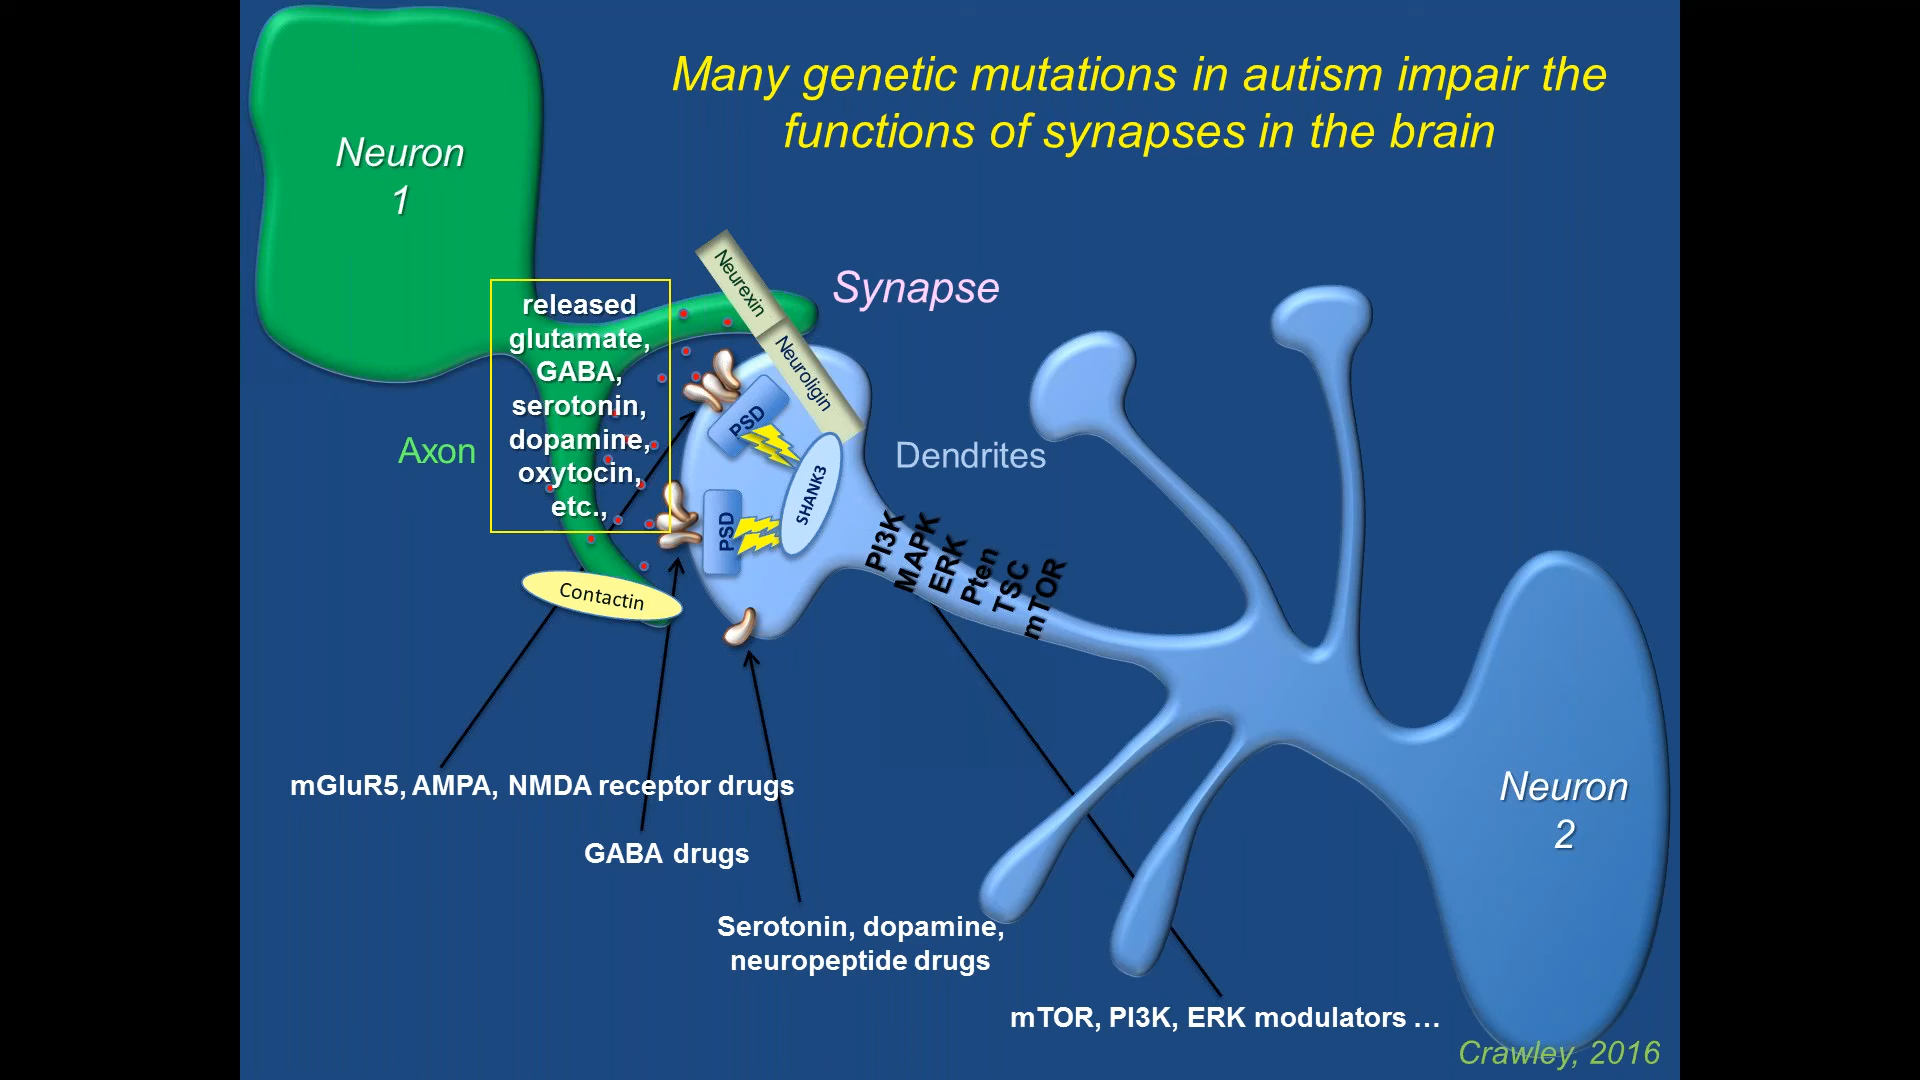 Many genetic mutations in autism impair the
functions of synapses in the brain
Neuron
1
Neurexin
Neuroligin
Synapse
released
glutamate,
GABA,
serotonin,
dopamine,
oxytocin,
etc.,
Axon
PSD
PSD
SHANK3
Dendrites
PI3K
MAPK
ERK
Pten
TSC
mTOR
Contactin
mGluR5, AMPA, NMDA receptor drugs
GABA drugs
Serotonin, dopamine,
neuropeptide drugs
mTOR, PI3K, ERK modulators …
Neuron
2
Crawley, 2016